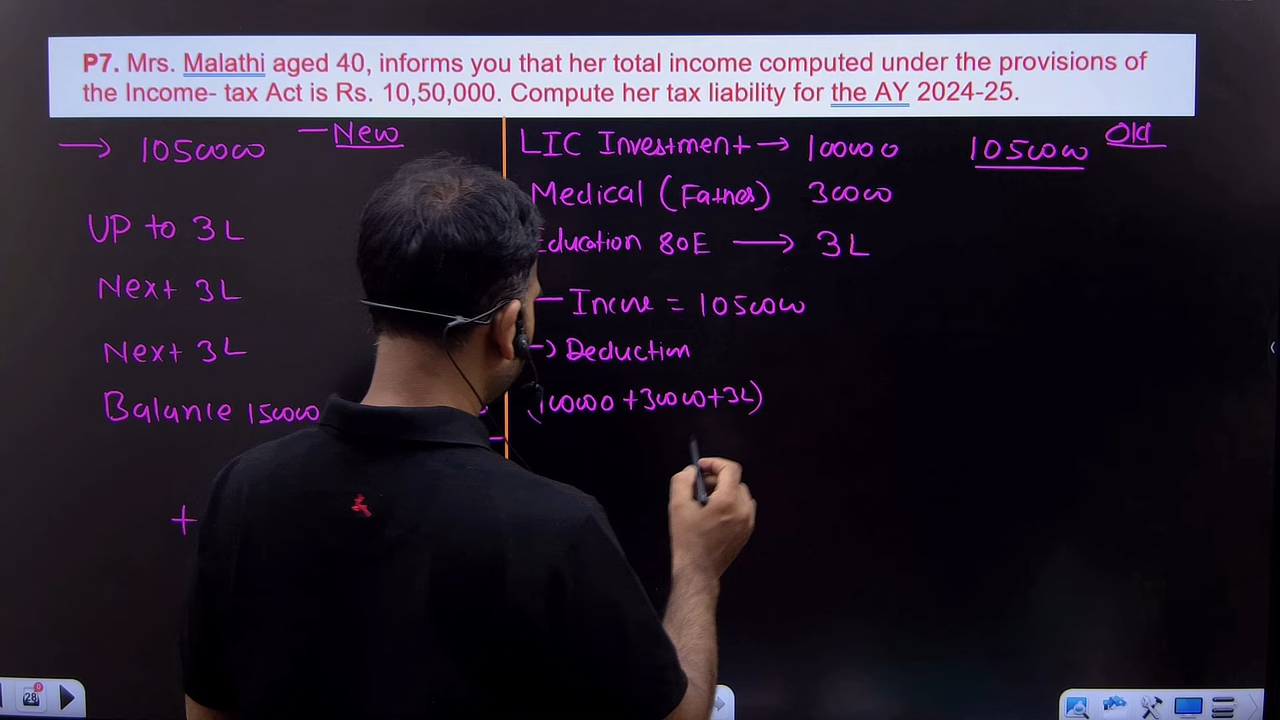 P7. Mrs. Malathi aged 40, informs you that her total income computed under the provisions of
the Income- tax Act is Rs. 10,50,000. Compute her tax liability for the AY 2024-25.
→ 1050000 — New
UP to 3L
Next 3L
Next 3L
Balance 150000
+
LIC Investment → 100000
Medical (Father) 30000
Education 80E → 3L
— Income = 1050000
→ Deduction
(100000 + 30000 + 3L)
1050000 Old
28